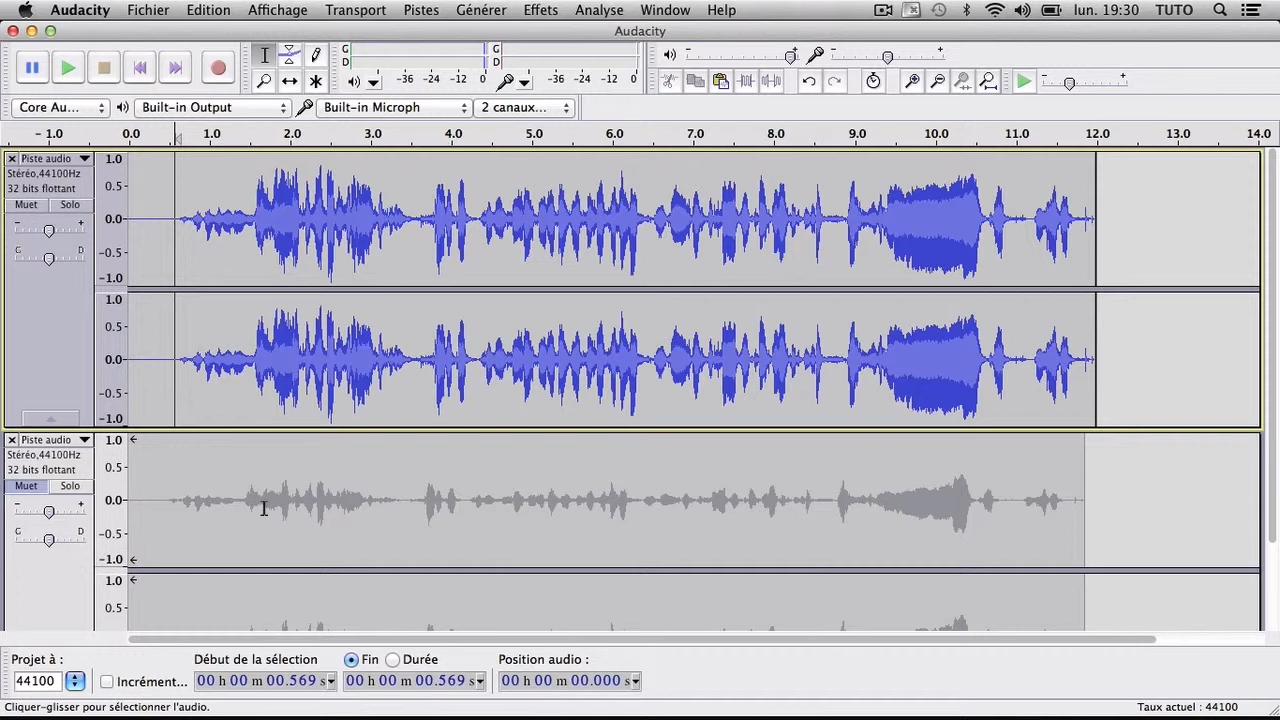 Audacity Fichier Edition Affichage Transport Pistes Générer Effets Analyse Window Help lun. 19:30 TUTO
Audacity
G
D
-36 -24 -12 0
G
D
-36 -24 -12 0
Core Au... Built-in Output Built-in Microph 2 canaux...
- 1.0 0.0 1.0 2.0 3.0 4.0 5.0 6.0 7.0 8.0 9.0 10.0 11.0 12.0 13.0 14.0
Piste audio
Stéréo,44100Hz
32 bits flottant
Muet Solo
- +
G D
1.0
0.5
0.0
-0.5
-1.0
1.0
0.5
0.0
-0.5
-1.0
Piste audio
Stéréo,44100Hz
32 bits flottant
Muet Solo
- +
G D
1.0
0.5
0.0
-0.5
-1.0
1.0
0.5
Projet à : Début de la sélection Fin Durée Position audio :
44100 Incrément... 00 h 00 m 00.569 s 00 h 00 m 00.569 s 00 h 00 m 00.000 s
Cliquer-glisser pour sélectionner l'audio. Taux actuel : 44100